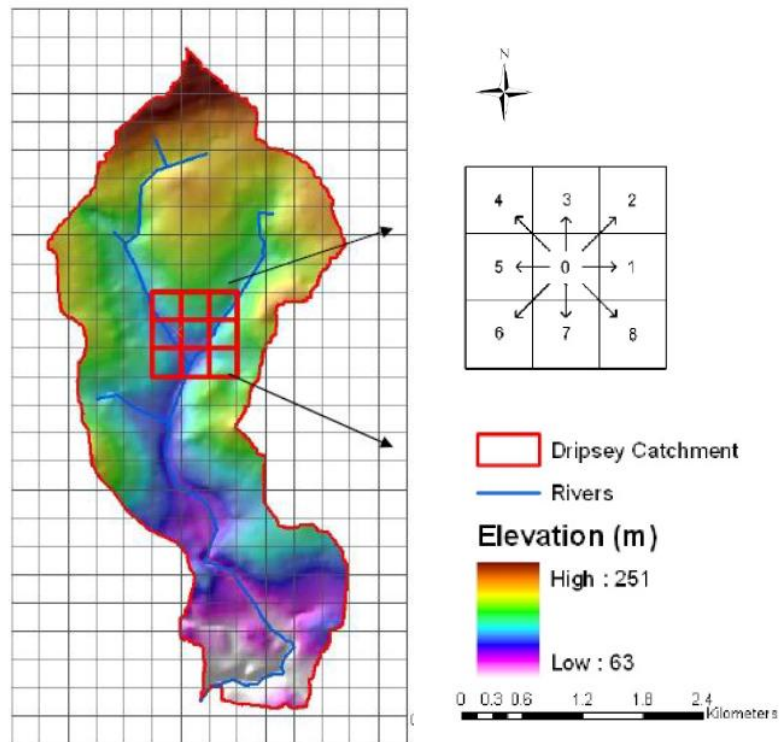 N
4 3 2
5 0 1
6 7 8
Dripsey Catchment
Rivers
Elevation (m)
High : 251
Low : 63
0 0.3 0.6 1.2 1.8 2.4
Kilometers